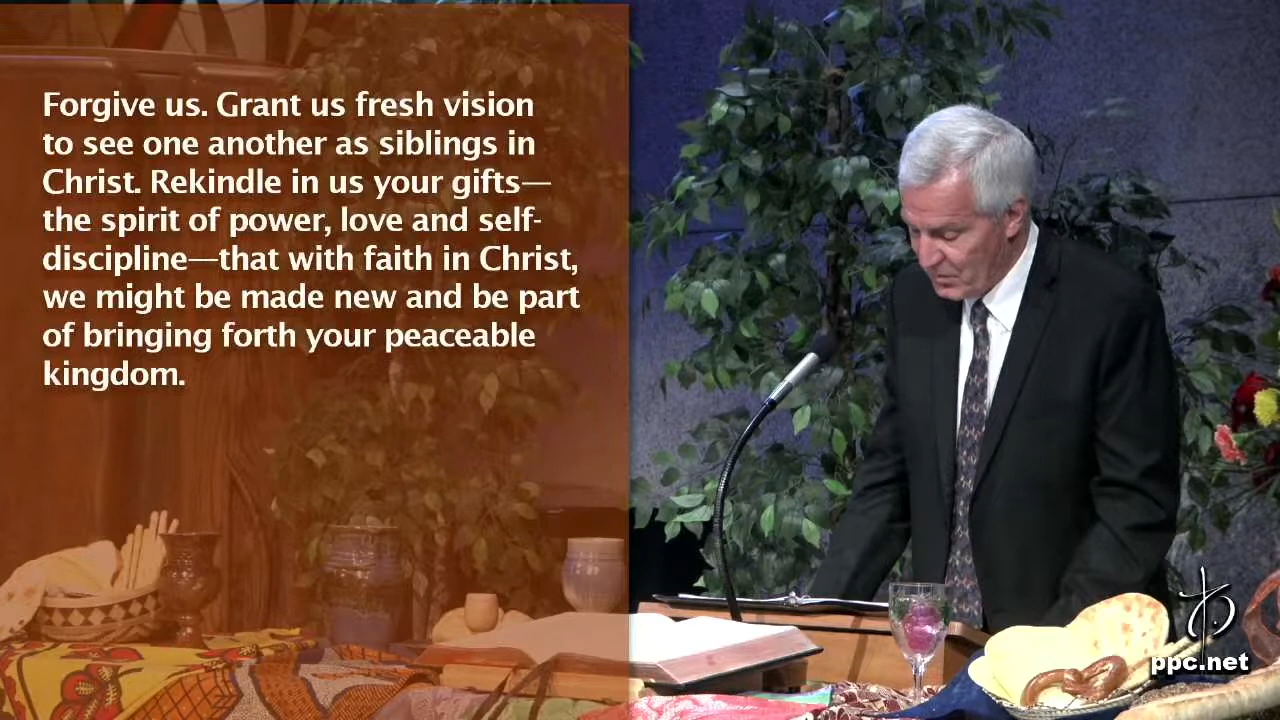 Forgive us. Grant us fresh vision
to see one another as siblings in
Christ. Rekindle in us your gifts—
the spirit of power, love and self-
discipline—that with faith in Christ,
we might be made new and be part
of bringing forth your peaceable
kingdom.
ppc.net